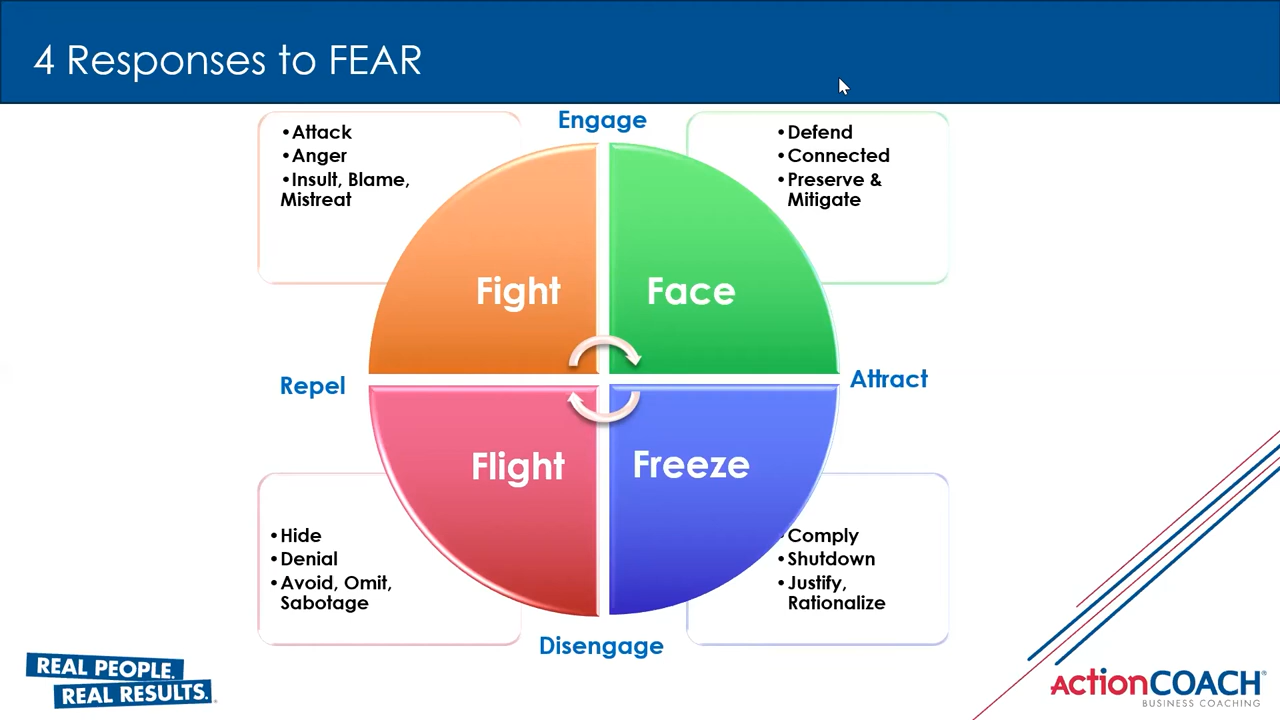 4 Responses to FEAR
Engage
•Attack
•Anger
•Insult, Blame,
Mistreat
•Defend
•Connected
•Preserve &
Mitigate
Fight
Face
Repel
Attract
Flight
Freeze
•Hide
•Denial
•Avoid, Omit,
Sabotage
•Comply
•Shutdown
•Justify,
Rationalize
Disengage
REAL PEOPLE.
REAL RESULTS.
ActionCOACH®
BUSINESS COACHING